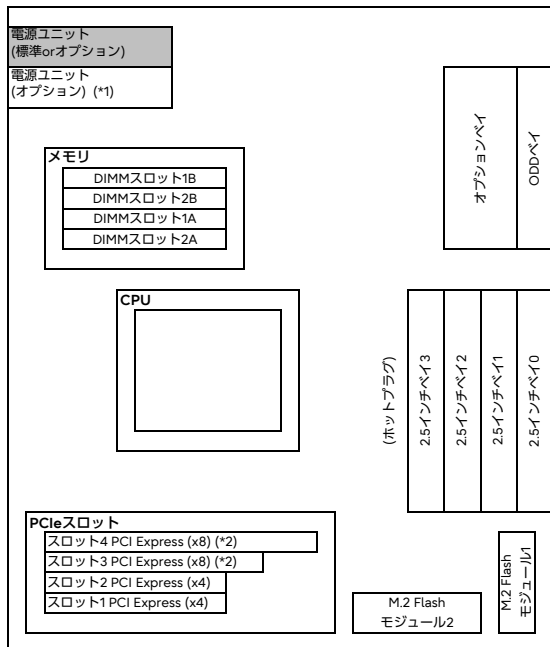 電源ユニット
(標準orオプション)
電源ユニット
(オプション) (*1)
オプションベイ
ODDベイ
メモリ
DIMMスロット1B
DIMMスロット2B
DIMMスロット1A
DIMMスロット2A
CPU
(ホットプラグ)
2.5インチベイ3
2.5インチベイ2
2.5インチベイ1
2.5インチベイ0
PCIeスロット
スロット4 PCI Express (x8) (*2)
スロット3 PCI Express (x8) (*2)
スロット2 PCI Express (x4)
スロット1 PCI Express (x4)
M.2 Flash
モジュール2
M.2 Flash
モジュール1